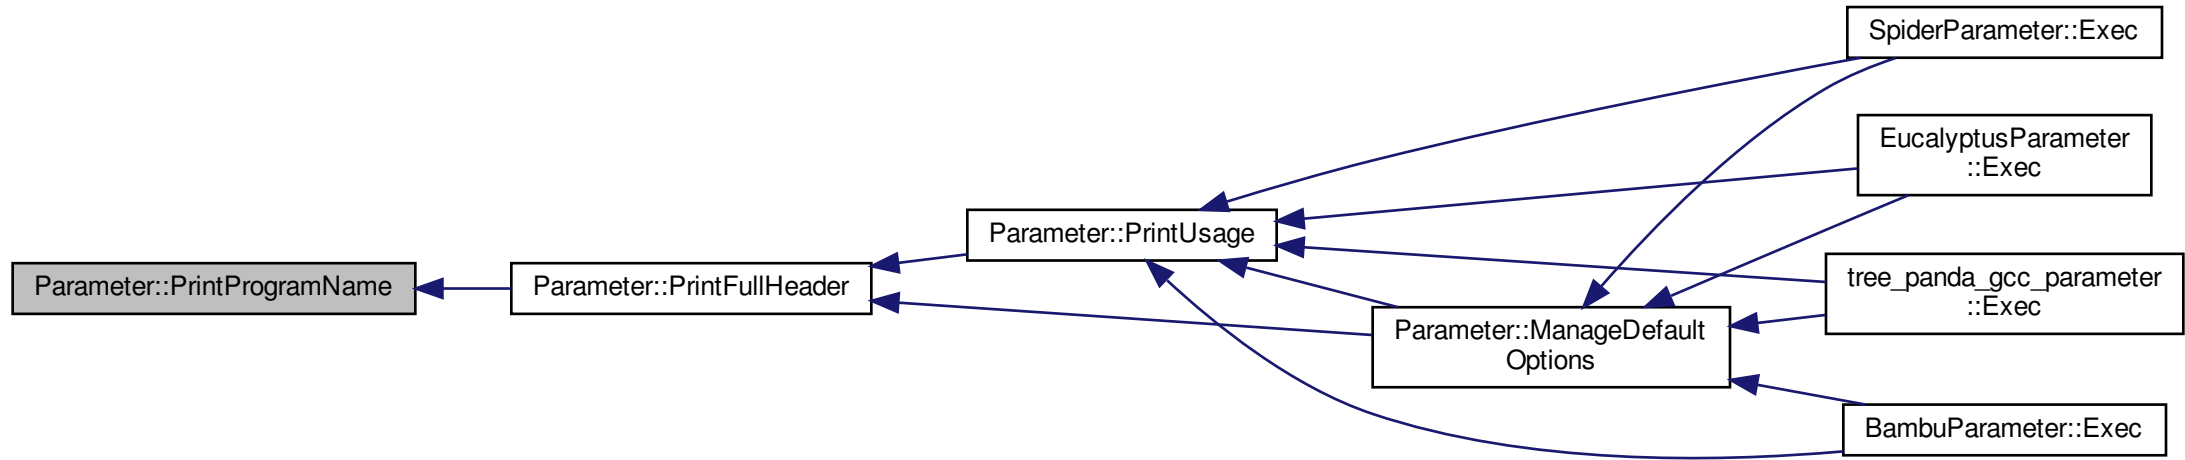 SpiderParameter::Exec
EucalyptusParameter
::Exec
Parameter::PrintUsage
Parameter::PrintProgramName
Parameter::PrintFullHeader
tree_panda_gcc_parameter
::Exec
Parameter::ManageDefault
Options
BambuParameter::Exec